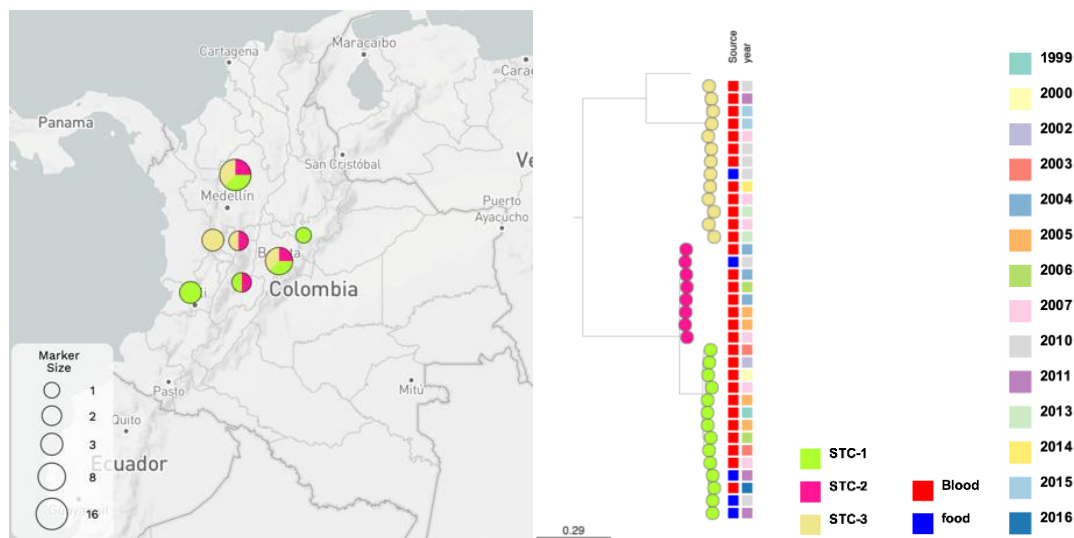 Cartagena
Maracaibo
Cara
Panama
San Cristóbal
Ve
Medellín
Puerto
Ayacucho
Colombia
Marker
Size
1
2
3
8
16
Pasto
Mitú
Quito
Ecuador
Source
year
0.29
STC-1
STC-2
STC-3
Blood
food
1999
2000
2002
2003
2004
2005
2006
2007
2010
2011
2013
2014
2015
2016